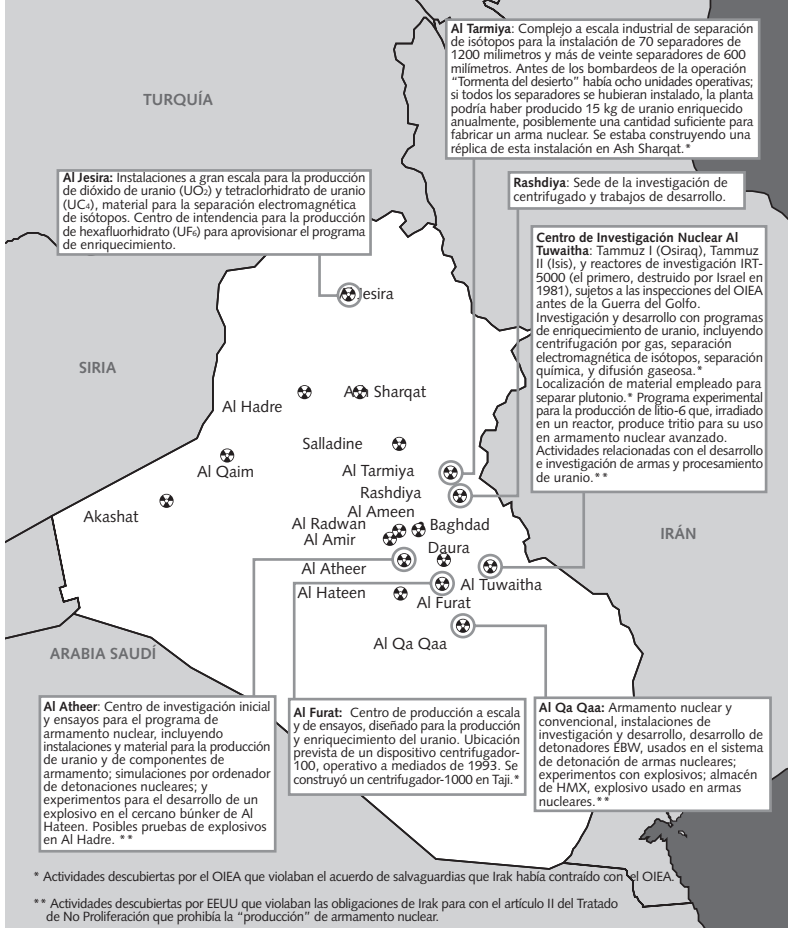 Al Tarmiya: Complejo a escala industrial de separación
de isótopos para la instalación de 70 separadores de
1200 milimetros y más de veinte separadores de 600
milímetros. Antes de los bombardeos de la operación
“Tormenta del desierto” había ocho unidades operativas;
si todos los separadores se hubieran instalado, la planta
podría haber producido 15 kg de uranio enriquecido
anualmente, posiblemente una cantidad suficiente para
fabricar un arma nuclear. Se estaba construyendo una
réplica de esta instalación en Ash Sharqat.*
TURQUÍA
Al Jesira: Instalaciones a gran escala para la producción
de dióxido de uranio (UO2) y tetraclorhidrato de uranio
(UC4), material para la separación electromagnética
de isótopos. Centro de intendencia para la producción
de hexafluorhidrato (UF6) para aprovisionar el programa
de enriquecimiento.
Rashdiya: Sede de la investigación de
centrifugado y trabajos de desarrollo.
Centro de Investigación Nuclear Al
Tuwaitha: Tammuz I (Osiraq), Tammuz
II (Isis), y reactores de investigación IRT-
5000 (el primero, destruido por Israel en
1981), sujetos a las inspecciones del OIEA
antes de la Guerra del Golfo.
Investigación y desarrollo con programas
de enriquecimiento de uranio, incluyendo
centrifugación por gas, separación
electromagnética de isótopos, separación
química, y difusión gaseosa.*
Localización de material empleado para
separar plutonio.* Programa experimental
para la producción de litio-6 que, irradiado
en un reactor, produce tritio para su uso
en armamento nuclear avanzado.
Actividades relacionadas con el desarrollo
e investigación de armas y procesamiento
de uranio.**
Jesira
SIRIA
Al Hadre
Sharqat
Salladine
Al Qaim
Al Tarmiya
Rashdiya
Akashat
Al Ameen
Al Radwan
Baghdad
Al Amir
IRÁN
Daura
Al Atheer
Al Tuwaitha
Al Hateen
Al Furat
Al Qa Qaa
ARABIA SAUDÍ
Al Atheer: Centro de investigación inicial
y ensayos para el programa de
armamento nuclear, incluyendo
instalaciones y material para la producción
de uranio y de componentes de
armamento; simulaciones por ordenador
de detonaciones nucleares; y
experimentos para el desarrollo de un
explosivo en el cercano búnker de Al
Hateen. Posibles pruebas de explosivos
en Al Hadre. **
Al Furat: Centro de producción a escala
y de ensayos, diseñado para la producción
y enriquecimiento del uranio. Ubicación
prevista de un dispositivo centrifugador-
100, operativo a mediados de 1993. Se
construyó un centrifugador-1000 en Taji.*
Al Qa Qaa: Armamento nuclear y
convencional, instalaciones de
investigación y desarrollo, desarrollo de
detonadores EBW, usados en el sistema
de detonación de armas nucleares;
experimentos con explosivos; almacén
de HMX, explosivo usado en armas
nucleares.**
* Actividades descubiertas por el OIEA que violaban el acuerdo de salvaguardias que Irak había contraído con el OIEA.
** Actividades descubiertas por EEUU que violaban las obligaciones de Irak para con el artículo II del Tratado
de No Proliferación que prohibía la “producción” de armamento nuclear.